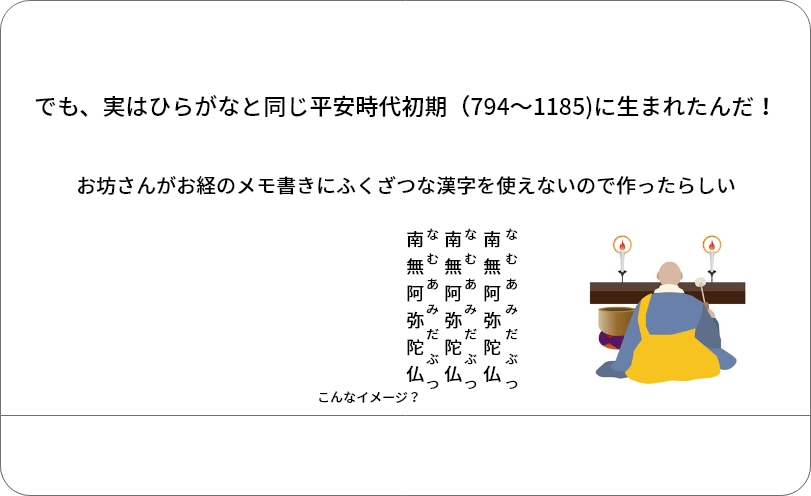 でも、実はひらがなと同じ平安時代初期（794～1185)に生まれたんだ！
お坊さんがお経のメモ書きにふくざつな漢字を使えないので作ったらしい
なむあみだぶつ
南無阿弥陀仏
なむあみだぶつ
南無阿弥陀仏
なむあみだぶつ
南無阿弥陀仏
こんなイメージ？